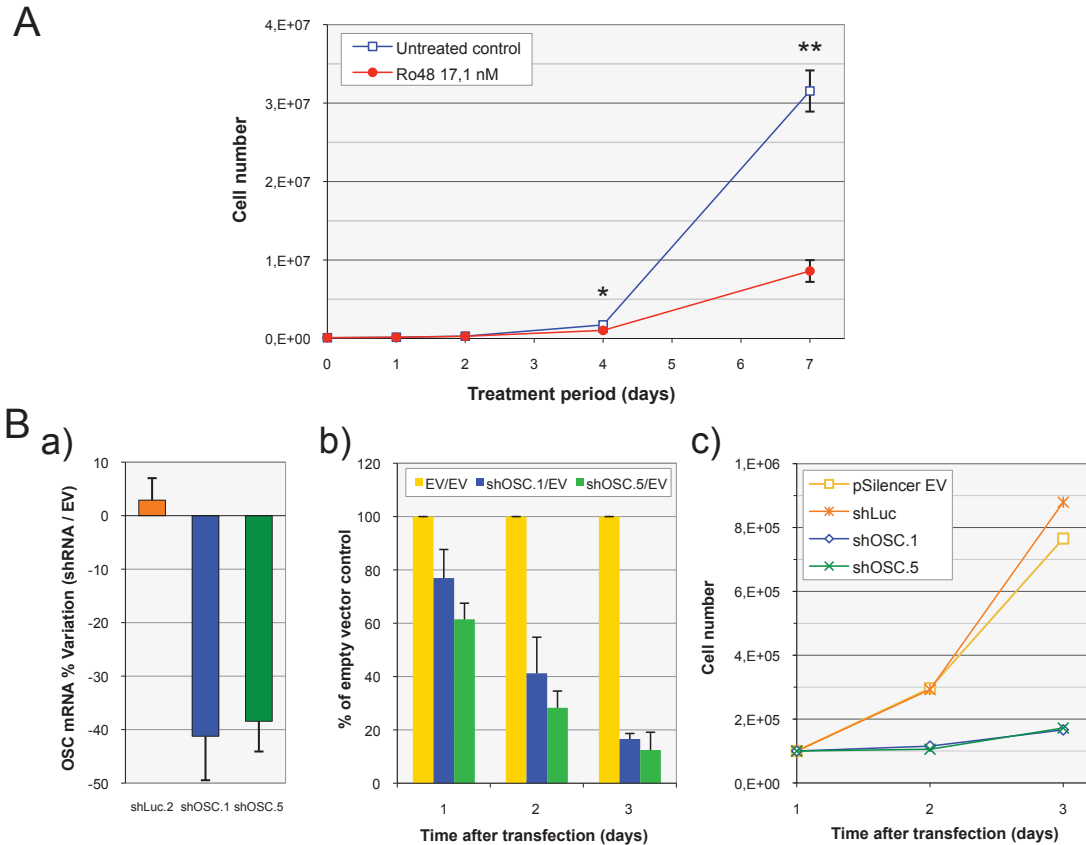 A
Cell number
4,E+07
3,E+07
2,E+07
1,E+07
0,E+00
Untreated control
Ro48 17,1 nM
*
**
0 1 2 3 4 5 6 7
Treatment period (days)
B
a)
OSC mRNA % Variation (shRNA / EV)
10
0
-10
-20
-30
-40
-50
shLuc.2 shOSC.1 shOSC.5
b)
% of empty vector control
120
100
80
60
40
20
0
EV/EV shOSC.1/EV shOSC.5/EV
1 2 3
Time after transfection (days)
c)
Cell number
1,E+06
8,E+05
6,E+05
4,E+05
2,E+05
0,E+00
pSilencer EV
shLuc
shOSC.1
shOSC.5
1 2 3
Time after transfection (days)